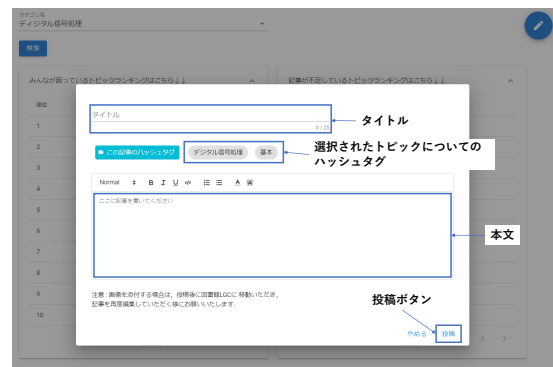 カテゴリ名
ディジタル信号処理
検索
みんなが困っているトピックランキングはこちら↓↓
記事が不足しているトピックランキングはこちら↓↓
順位
1
2
3
4
5
6
7
8
9
10
タイトル
0 / 25
タイトル
この記事のハッシュタグ
デジタル信号処理
基本
選択されたトピックについての
ハッシュタグ
Normal
B I U
A
ここに記事を書いてください
本文
注意 : 画像を添付する場合は，投稿後に図書館LQCに 移動いただき，
記事を再度編集していただく様にお願いいたします.
投稿ボタン
やめる
投稿